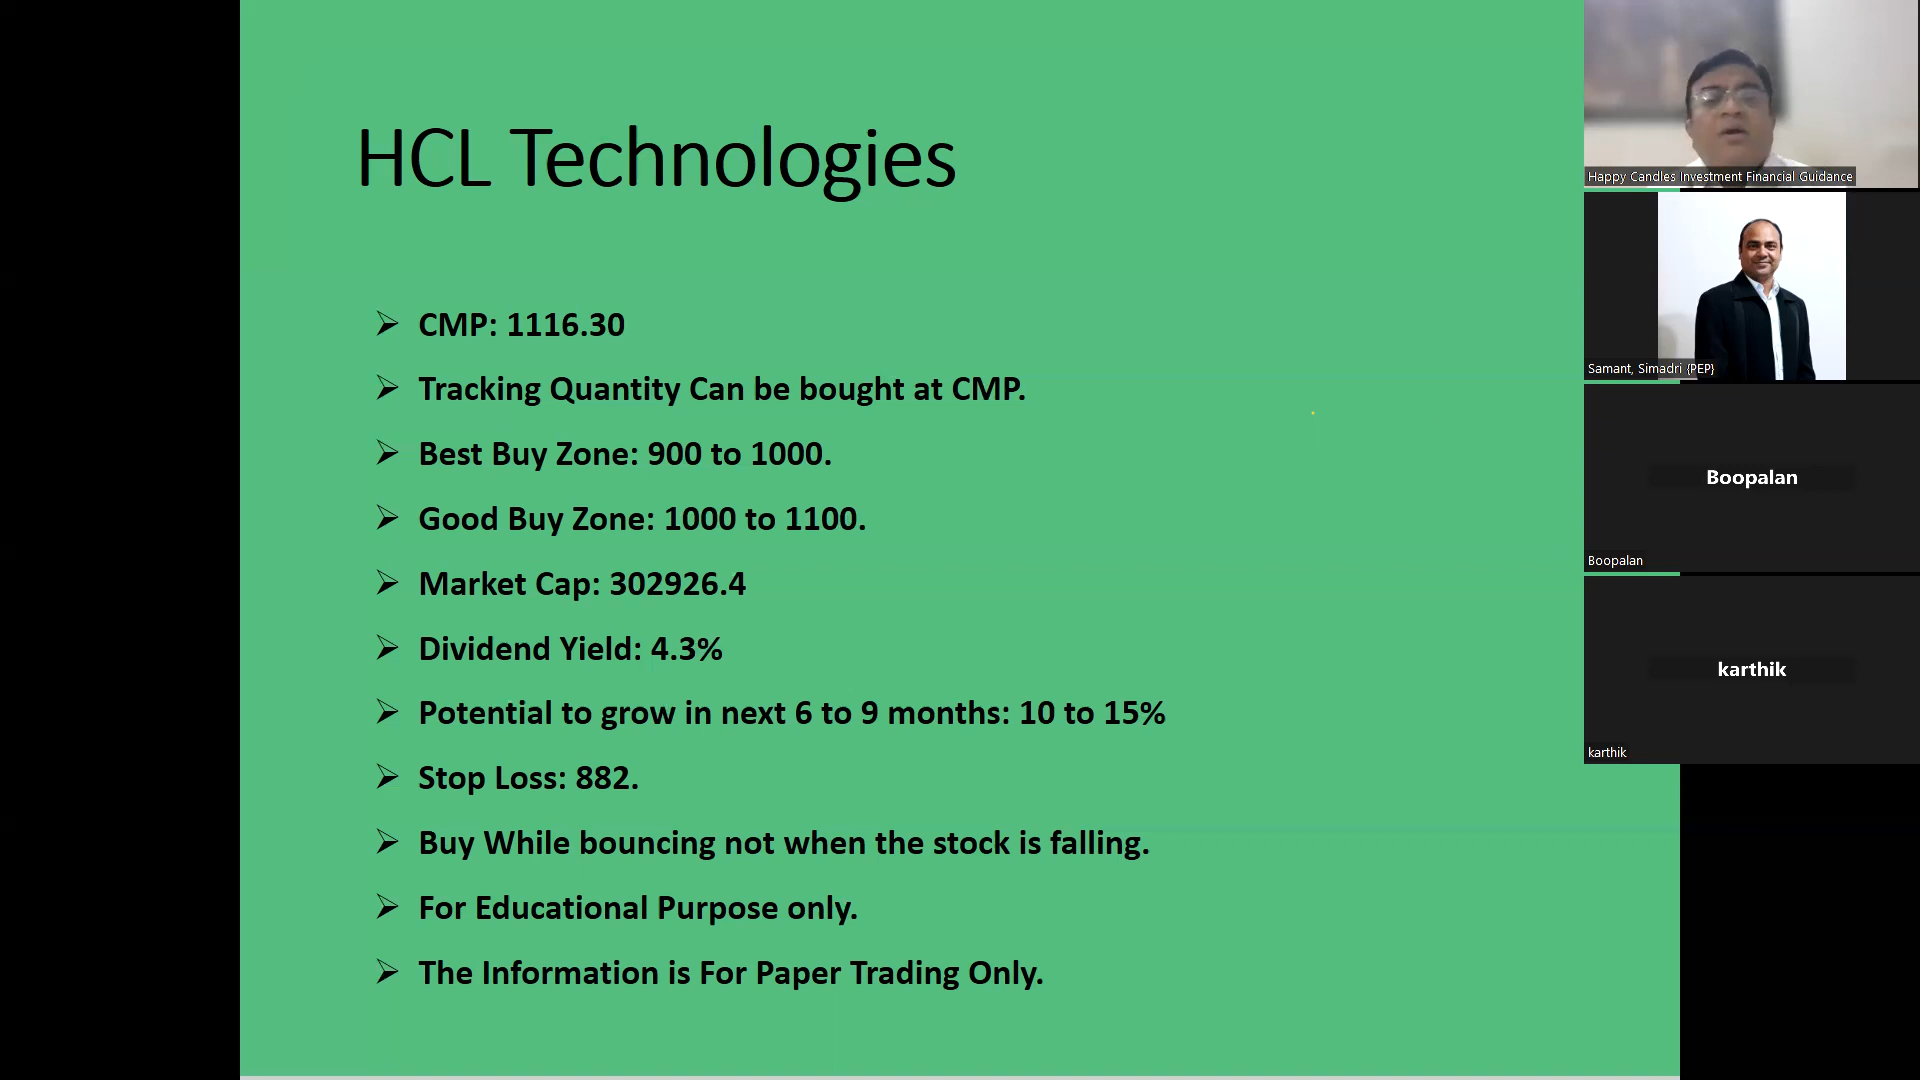 HCL Technologies
CMP: 1116.30
Tracking Quantity Can be bought at CMP.
Best Buy Zone: 900 to 1000.
Good Buy Zone: 1000 to 1100.
Market Cap: 302926.4
Dividend Yield: 4.3%
Potential to grow in next 6 to 9 months: 10 to 15%
Stop Loss: 882.
Buy While bouncing not when the stock is falling.
For Educational Purpose only.
The Information is For Paper Trading Only.
Happy Candles Investment Financial Guidance
Samant, Simadri {PEP}
Boopalan
Boopalan
karthik
karthik